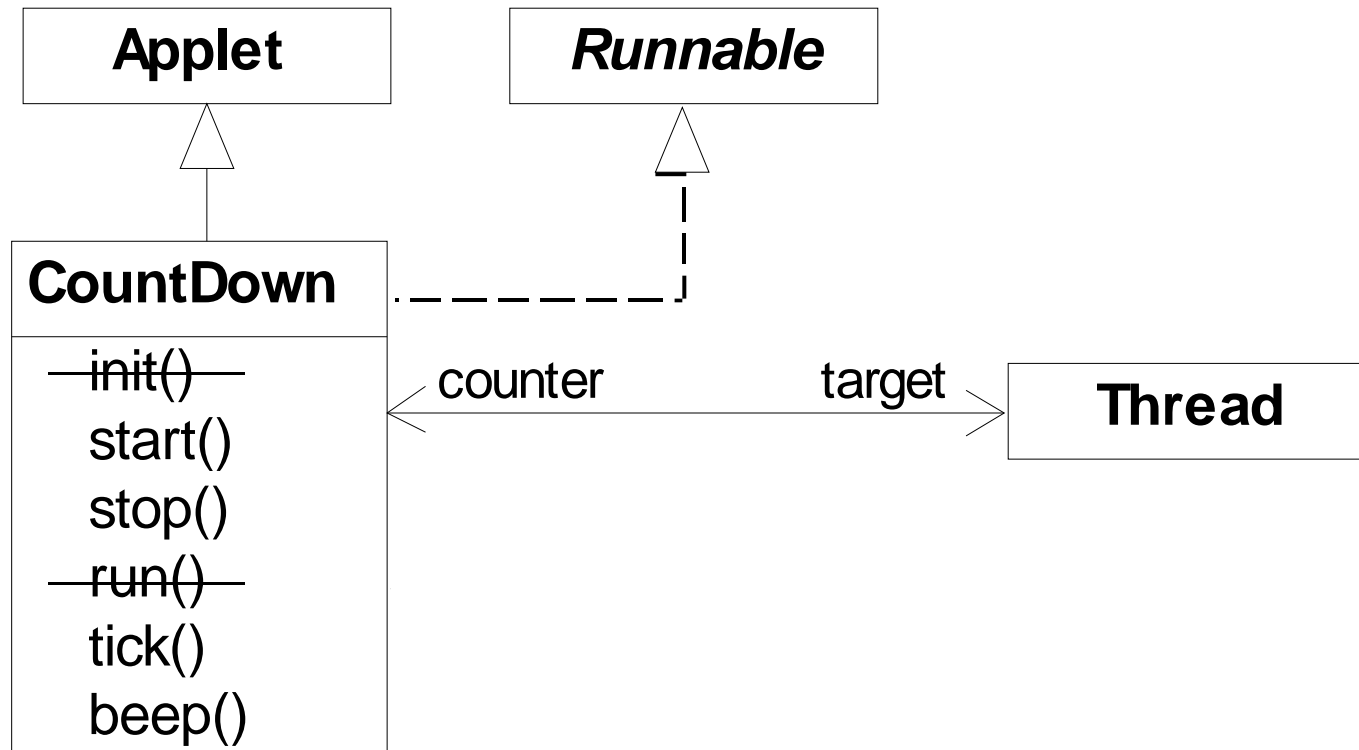 Applet
Runnable
CountDown
init()
counter
target
Thread
start()
stop()
run()
tick()
beep()